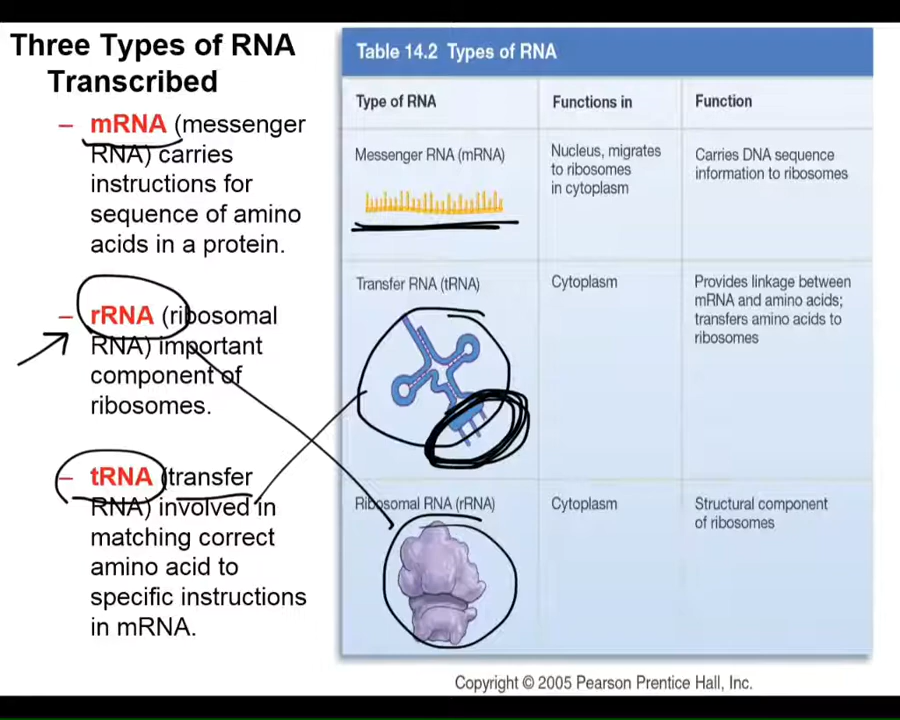 Three Types of RNA
Transcribed
– mRNA (messenger
RNA) carries
instructions for
sequence of amino
acids in a protein.
– rRNA (ribosomal
RNA) important
component of
ribosomes.
– tRNA (transfer
RNA) involved in
matching correct
amino acid to
specific instructions
in mRNA.
Table 14.2 Types of RNA
Type of RNA
Functions in
Function
Messenger RNA (mRNA)
Nucleus, migrates
to ribosomes
in cytoplasm
Carries DNA sequence
information to ribosomes
Transfer RNA (tRNA)
Cytoplasm
Provides linkage between
mRNA and amino acids;
transfers amino acids to
ribosomes
Ribosomal RNA (rRNA)
Cytoplasm
Structural component
of ribosomes
Copyright © 2005 Pearson Prentice Hall, Inc.